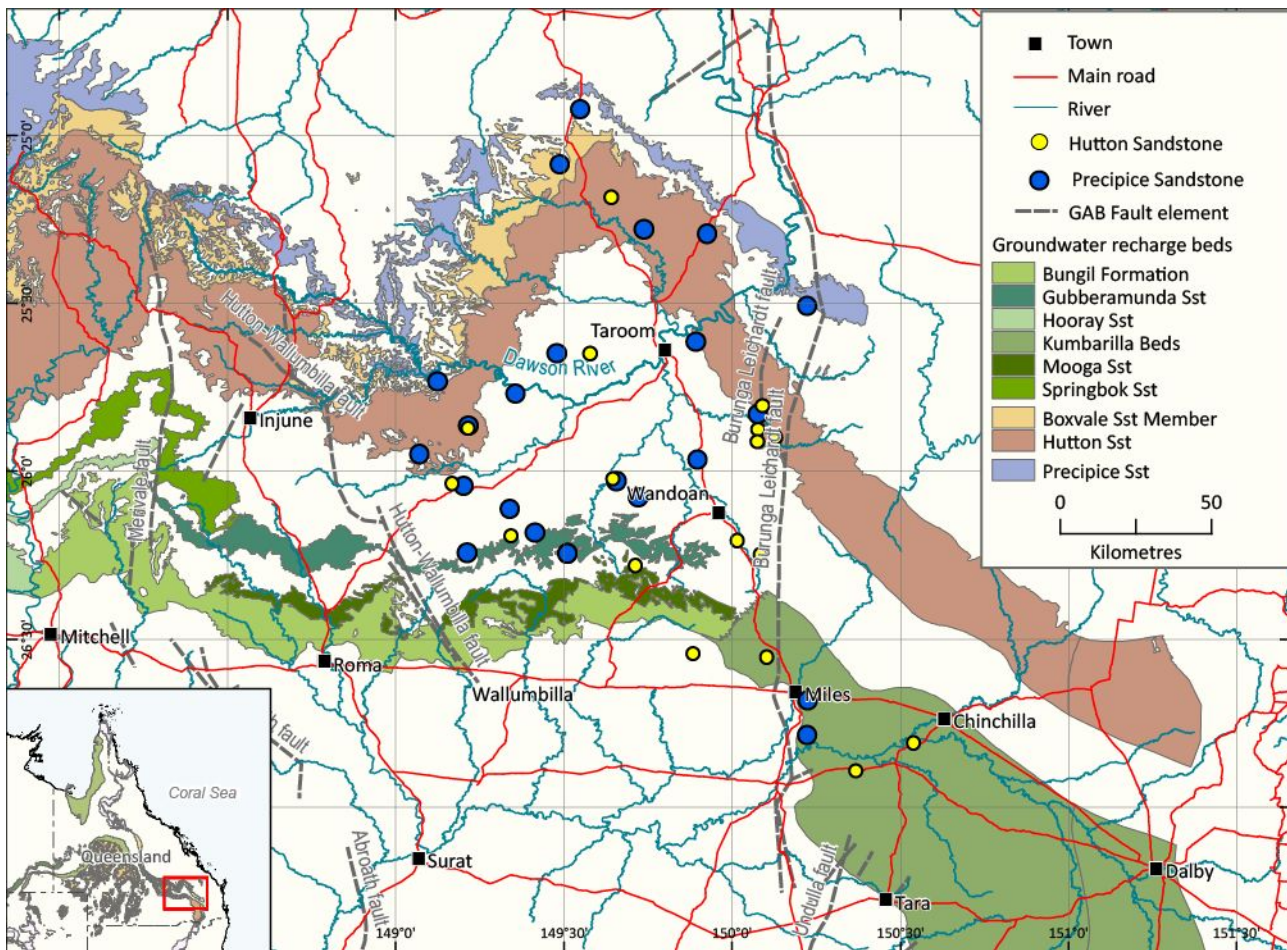 Town
Main road
River
Hutton Sandstone
Precipice Sandstone
GAB Fault element
Groundwater recharge beds
Bungil Formation
Gubberamunda Sst
Hooray Sst
Kumbarilla Beds
Mooga Sst
Springbok Sst
Boxvale Sst Member
Hutton Sst
Precipice Sst
0 50
Kilometres
25°0'
25°30'
26°0'
26°30'
Hutton-Wallumbilla fault
Taroom
Burunga Leichardt fault
Dawson River
Injune
Burunga Leichardt fault
Merivale fault
Wandoan
Hutton-Wallumbilla fault
Mitchell
Roma
Wallumbilla
Miles
Chinchilla
fault
Coral Sea
Queensland
Abroath fault
Surat
Undulla fault
Tara
Dalby
149°0'
149°30'
150°0'
150°30'
151°0'
151°30'